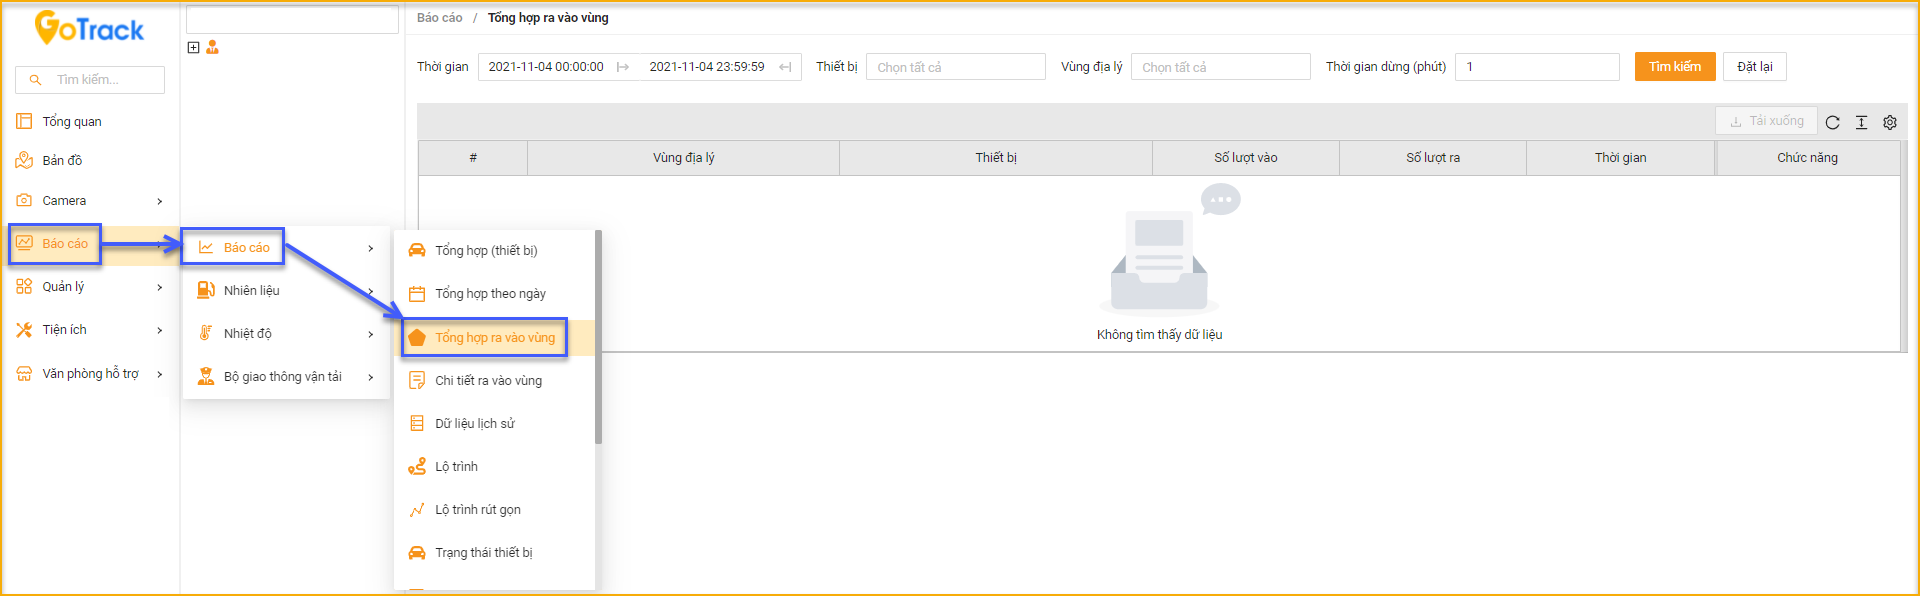 GoTrack
Tìm kiếm...
Tổng quan
Bản đồ
Camera
Báo cáo
Quản lý
Tiện ích
Văn phòng hỗ trợ
Báo cáo
Nhiên liệu
Nhiệt độ
Bộ giao thông vận tải
Tổng hợp (thiết bị)
Tổng hợp theo ngày
Tổng hợp ra vào vùng
Chi tiết ra vào vùng
Dữ liệu lịch sử
Lộ trình
Lộ trình rút gọn
Trạng thái thiết bị
Báo cáo / Tổng hợp ra vào vùng
Thời gian 2021-11-04 00:00:00 2021-11-04 23:59:59 Thiết bị Chọn tất cả Vùng địa lý Chọn tất cả Thời gian dừng (phút) 1 Tìm kiếm Đặt lại
Tải xuống
# Vùng địa lý Thiết bị Số lượt vào Số lượt ra Thời gian Chức năng
Không tìm thấy dữ liệu